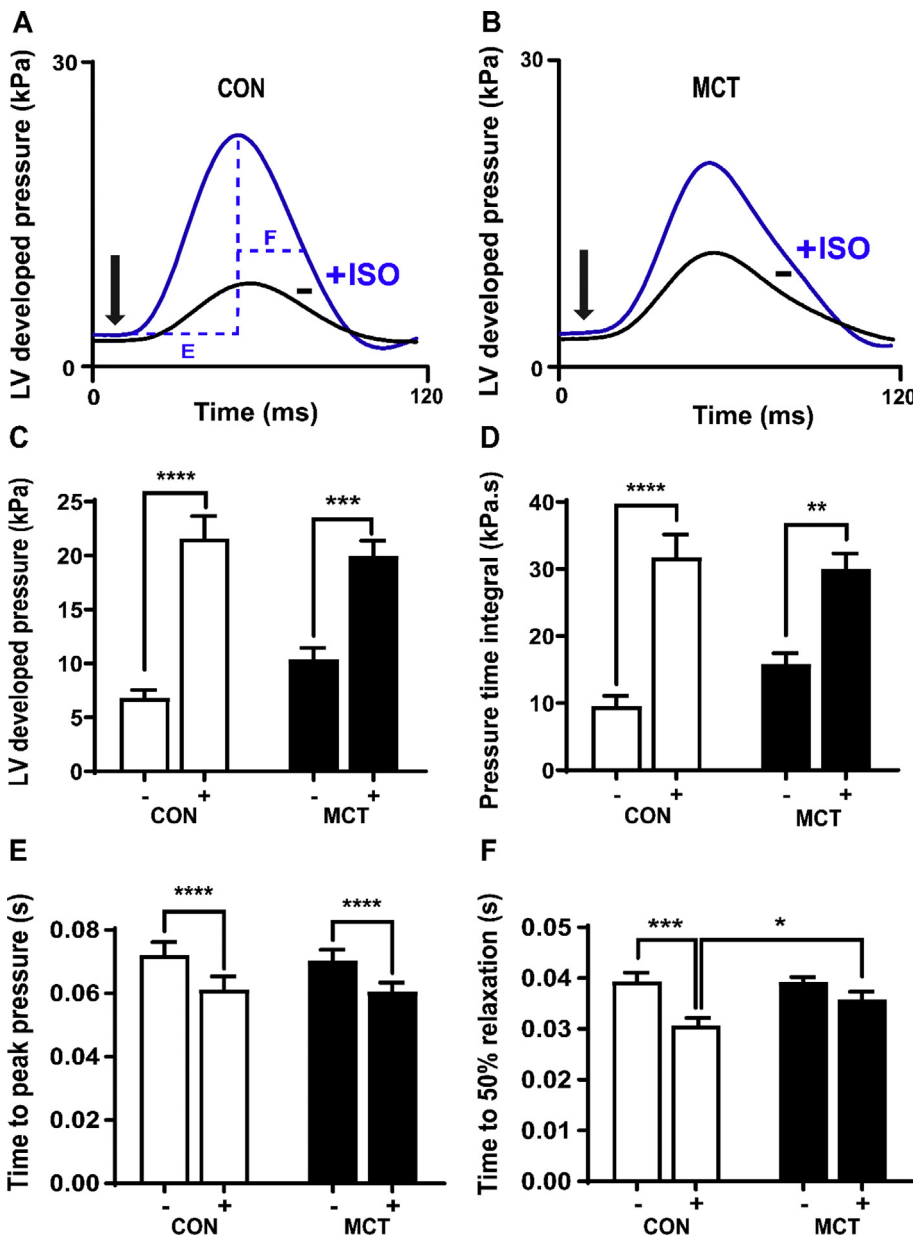 A
LV developed pressure (kPa)
30
0
CON
F
+ISO
-
E
0
120
Time (ms)
B
LV developed pressure (kPa)
30
0
MCT
+ISO
-
0
120
Time (ms)
C
LV developed pressure (kPa)
25
20
15
10
5
0
****
***
- + - +
CON MCT
D
Pressure time integral (kPa.s)
40
30
20
10
0
****
**
- + - +
CON MCT
E
Time to peak pressure (s)
0.08
0.06
0.04
0.02
0.00
****
****
- + - +
CON MCT
F
Time to 50% relaxation (s)
0.05
0.04
0.03
0.02
0.01
0.00
***
*
- + - +
CON MCT